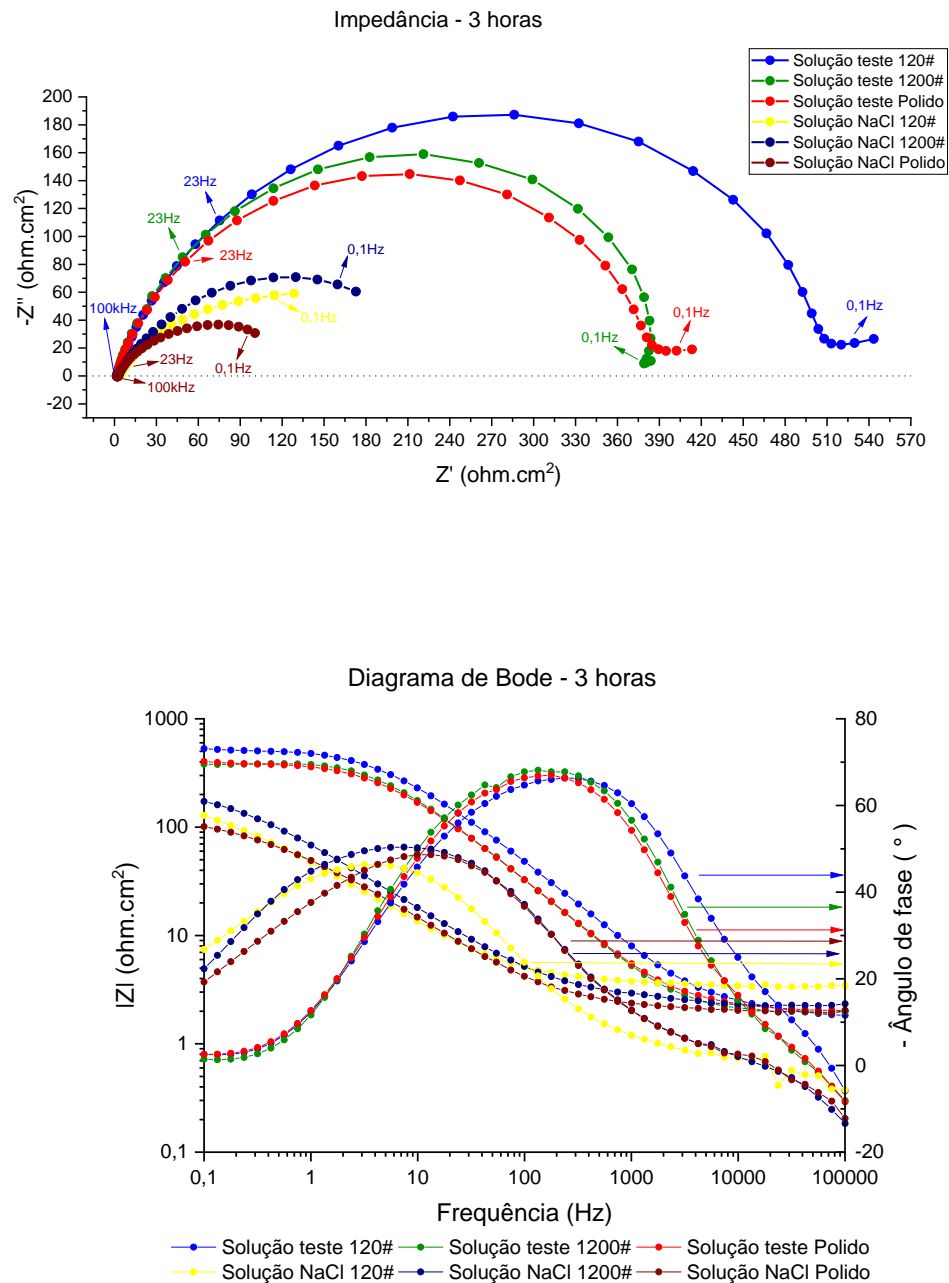 Impedância - 3 horas
Solução teste 120#
Solução teste 1200#
Solução teste Polido
Solução NaCl 120#
Solução NaCl 1200#
Solução NaCl Polido
200
180
160
140
120
100
80
60
40
20
0
-20
-Z'' (ohm.cm²)
23Hz
23Hz
23Hz
0,1Hz
100kHz
0,1Hz
0,1Hz
0,1Hz
0,1Hz
23Hz
0,1Hz
100kHz
0 30 60 90 120 150 180 210 240 270 300 330 360 390 420 450 480 510 540 570
Z' (ohm.cm²)
Diagrama de Bode - 3 horas
1000
100
10
1
0,1
IZI (ohm.cm²)
80
60
40
20
0
-20
- Ângulo de fase ( ° )
0,1 1 10 100 1000 10000 100000
Frequência (Hz)
Solução teste 120# Solução teste 1200# Solução teste Polido
Solução NaCl 120# Solução NaCl 1200# Solução NaCl Polido